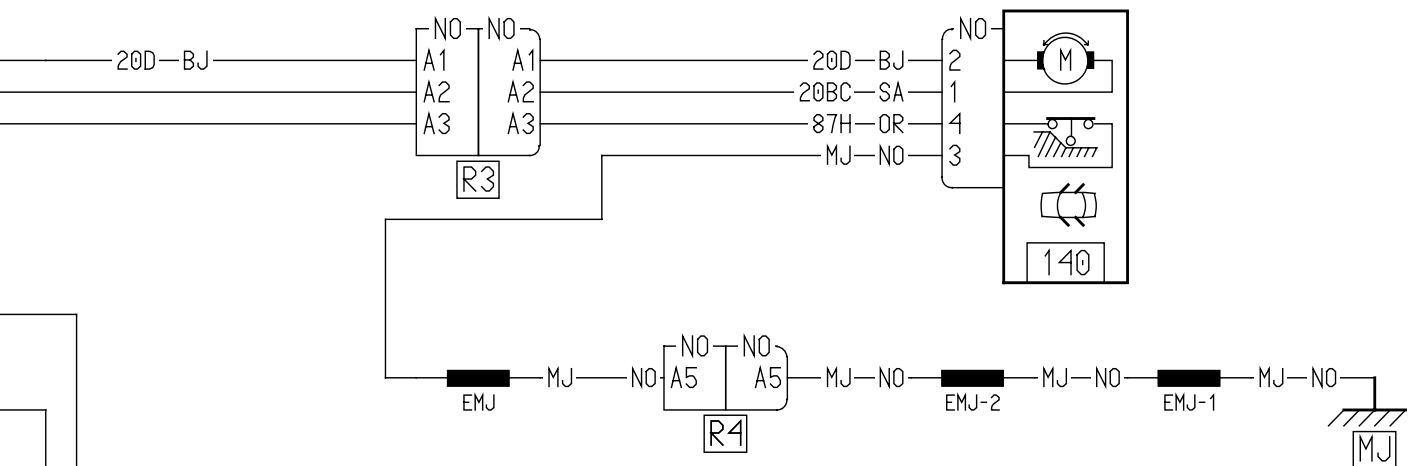 NO NO NO
20D BJ A1 A1 20D BJ 2 M
A2 A2 20BC SA 1
A3 A3 87H OR 4
MJ NO 3
R3
140
NO NO
MJ NO A5 A5 MJ NO MJ NO MJ NO
EMJ EMJ-2 EMJ-1
R4
MJ